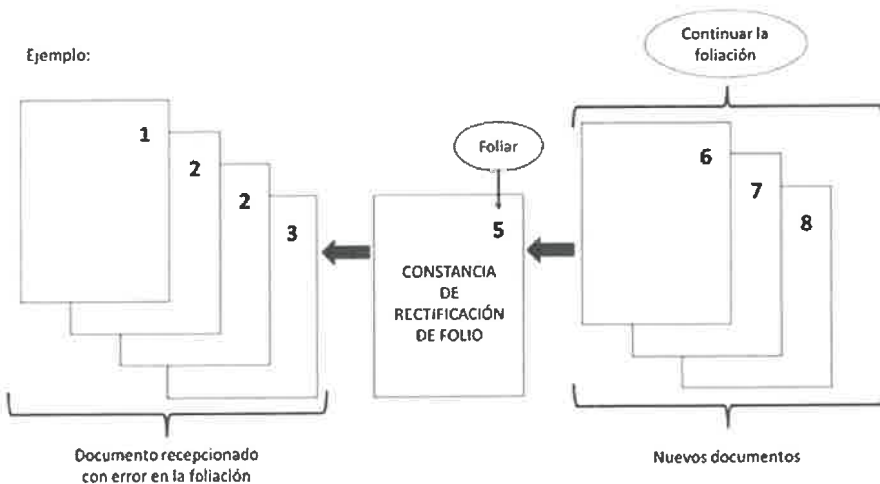 Ejemplo:
1
2
2
3
Documento recepcionado
con error en la foliación
Foliar
5
CONSTANCIA
DE
RECTIFICACIÓN
DE FOLIO
Continuar la
foliación
6
7
8
Nuevos documentos